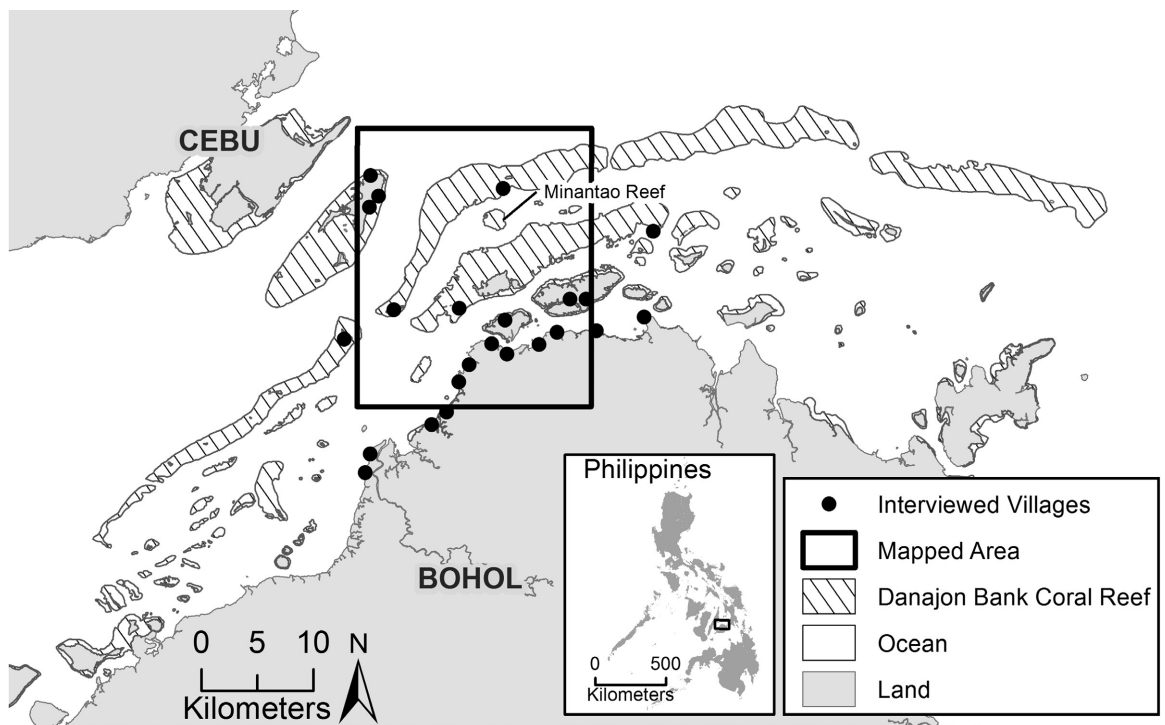 CEBU
Minantao Reef
BOHOL
0 5 10
Kilometers
N
Philippines
0 500
Kilometers
Interviewed Villages
Mapped Area
Danajon Bank Coral Reef
Ocean
Land